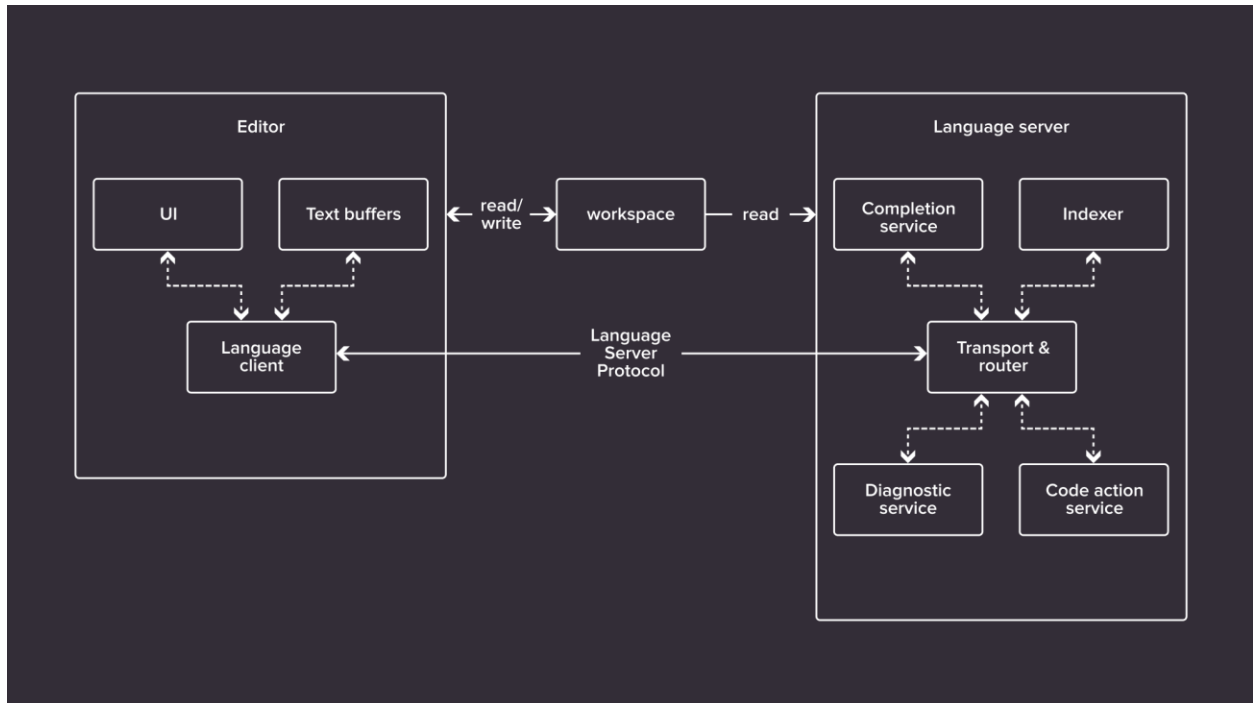 Editor
Language server
UI
Text buffers
read/
write
workspace
read
Completion
service
Indexer
Language
client
Language
Server
Protocol
Transport &
router
Diagnostic
service
Code action
service